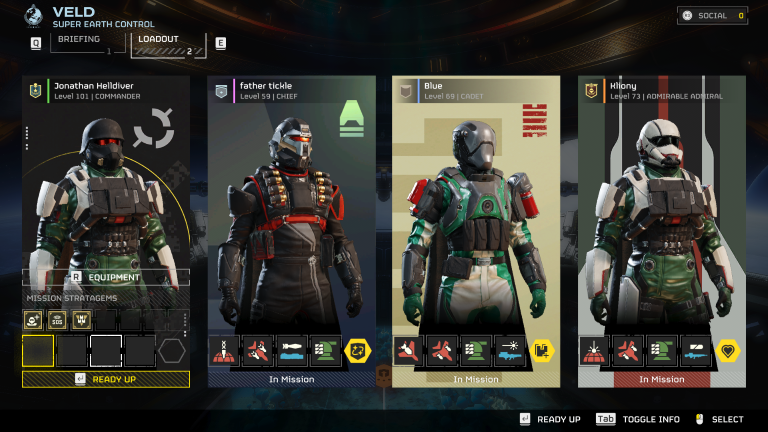 VELD
SUPER EARTH CONTROL
SOCIAL 0
Q BRIEFING 1 LOADOUT 2 E
Jonathan Helldiver
Level 101 | COMMANDER
father tickle
Level 59 | CHIEF
Blue
Level 69 | CADET
Kliony
Level 73 | ADMIRABLE ADMIRAL
R EQUIPMENT
MISSION STRATAGEMS
SOS
READY UP
In Mission
In Mission
In Mission
READY UP Tab TOGGLE INFO SELECT